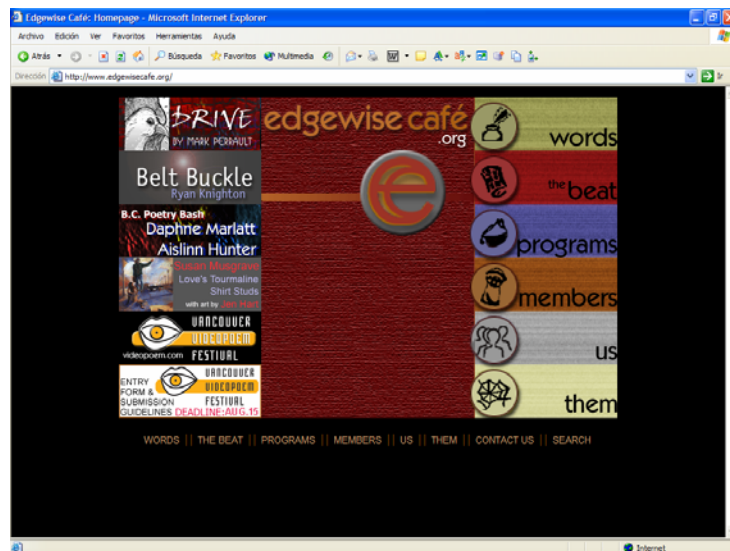 Edgewise Café: Homepage - Microsoft Internet Explorer
Archivo Edición Ver Favoritos Herramientas Ayuda
Atrás Búsqueda Favoritos Multimedia
Dirección http://www.edgewisecafe.org/ Ir
DRIVE
BY MARK PERRAULT
Belt Buckle
Ryan Knighton
B.C. Poetry Bash
Daphne Marlatt
Aislinn Hunter
Susan Musgrave
Love's Tourmaline
Shirt Studs
with art by Jen Hart
VANCOUVER
VIDEOPOEM
videopoem.com FESTIVAL
ENTRY
FORM &
SUBMISSION
GUIDELINES DEADLINE:AUG.15
VANCOUVER
VIDEOPOEM
FESTIVAL
edgewise café
.org
e
words
the beat
programs
members
us
them
WORDS || THE BEAT || PROGRAMS || MEMBERS || US || THEM || CONTACT US || SEARCH
Internet